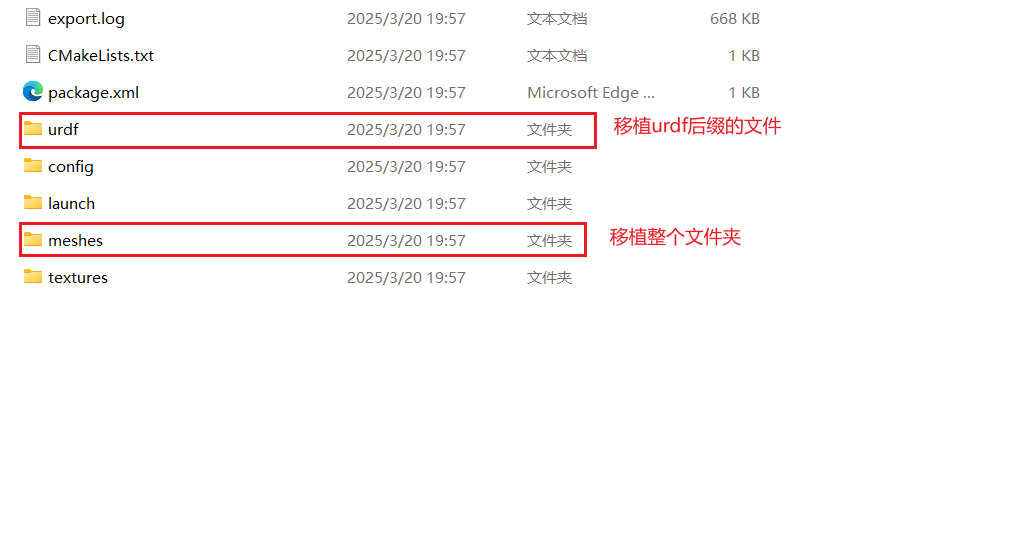 export.log 2025/3/20 19:57 文本文档 668 KB
CMakeLists.txt 2025/3/20 19:57 文本文档 1 KB
package.xml 2025/3/20 19:57 Microsoft Edge ... 1 KB
urdf 2025/3/20 19:57 文件夹 移植urdf后缀的文件
config 2025/3/20 19:57 文件夹
launch 2025/3/20 19:57 文件夹
meshes 2025/3/20 19:57 文件夹 移植整个文件夹
textures 2025/3/20 19:57 文件夹